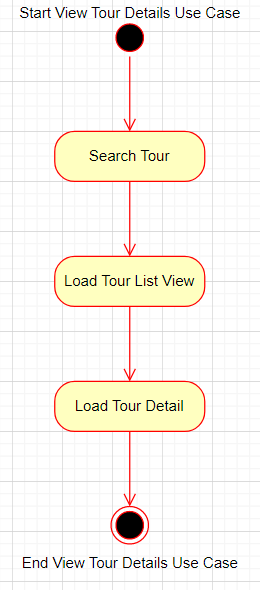 Start View Tour Details Use Case
Search Tour
Load Tour List View
Load Tour Detail
End View Tour Details Use Case